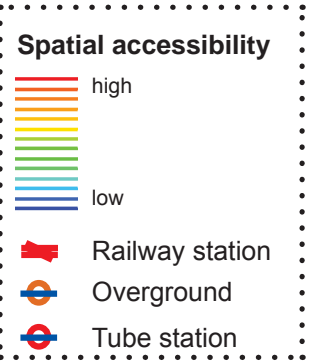 Spatial accessibility
high
low
Railway station
Overground
Tube station